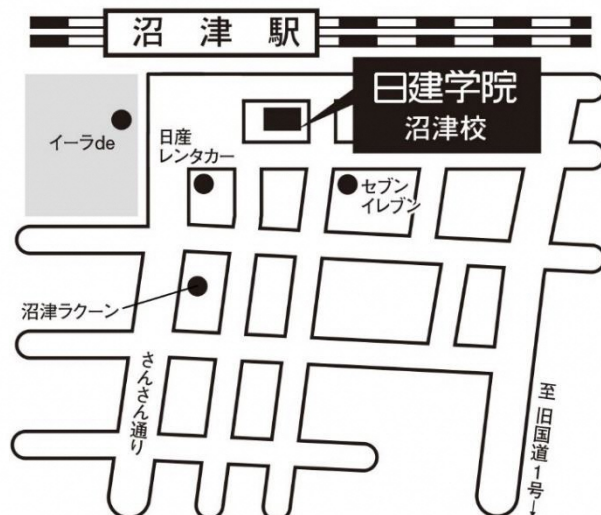 沼津駅
日建学院
沼津校
イーラde
日産
レンタカー
セブン
イレブン
沼津ラクーン
さんさん通り
至 旧国道1号↓